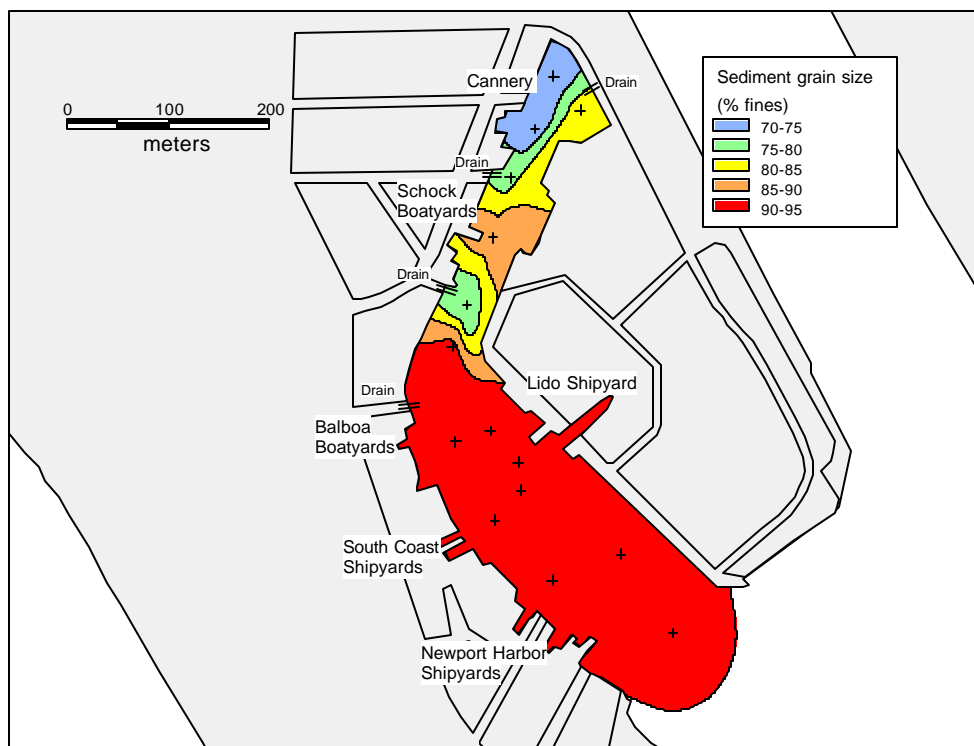 Sediment grain size
(% fines)
70-75
75-80
80-85
85-90
90-95
0 100 200
meters
Cannery
Drain
Drain
Schock
Boatyards
Drain
Lido Shipyard
Drain
Balboa
Boatyards
South Coast
Shipyards
Newport Harbor
Shipyards